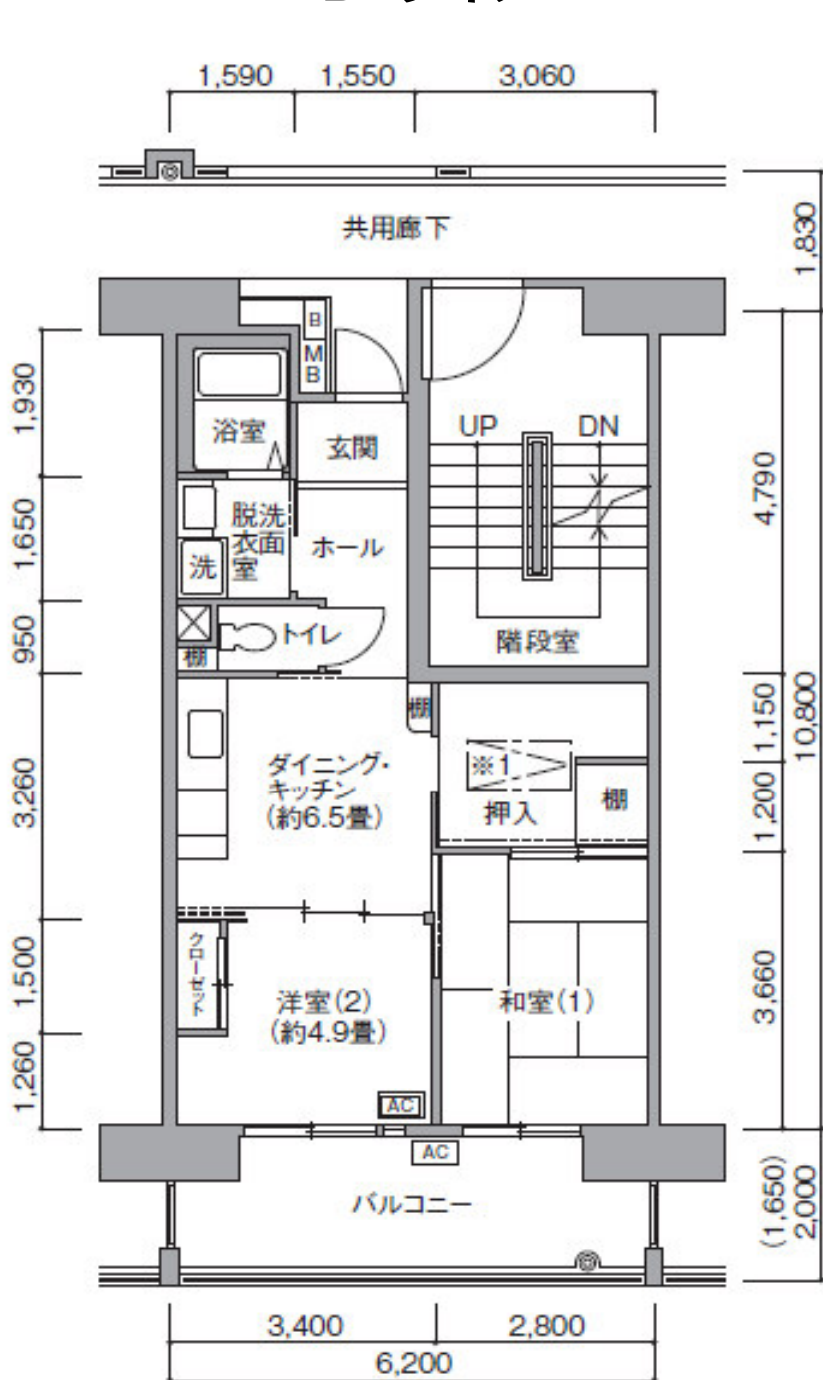 1,590
1,550
3,060
共用廊下
1,830
B
M
B
浴室
玄関
UP
DN
1,930
脱衣室
洗面
洗
ホール
1,650
4,790
トイレ
階段室
棚
950
棚
ダイニング・
キッチン
(約6.5畳)
※1
押入
棚
3,260
1,150
1,200
10,800
クローゼット
洋室(2)
(約4.9畳)
和室(1)
1,500
3,660
1,260
AC
AC
バルコニー
(1,650)
2,000
3,400
2,800
6,200